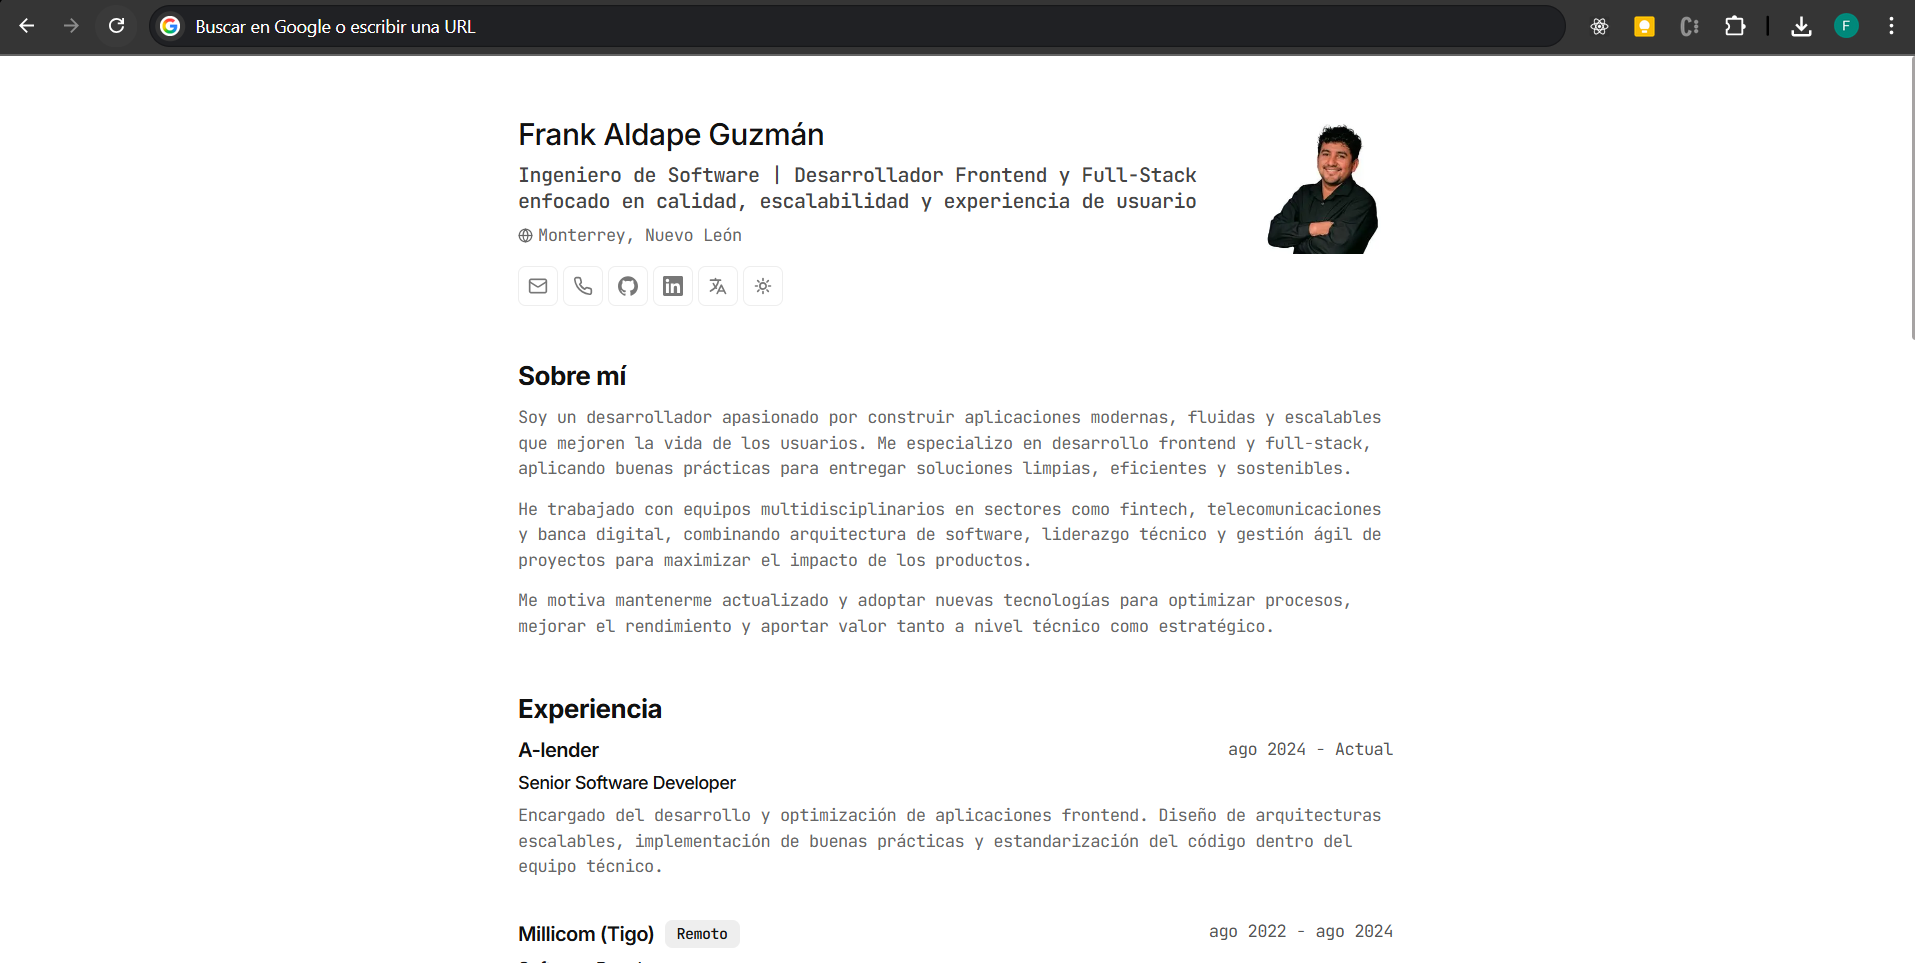 Buscar en Google o escribir una URL
F
Frank Aldape Guzmán
Ingeniero de Software | Desarrollador Frontend y Full-Stack
enfocado en calidad, escalabilidad y experiencia de usuario
Monterrey, Nuevo León
Sobre mí
Soy un desarrollador apasionado por construir aplicaciones modernas, fluidas y escalables
que mejoren la vida de los usuarios. Me especializo en desarrollo frontend y full-stack,
aplicando buenas prácticas para entregar soluciones limpias, eficientes y sostenibles.
He trabajado con equipos multidisciplinarios en sectores como fintech, telecomunicaciones
y banca digital, combinando arquitectura de software, liderazgo técnico y gestión ágil de
proyectos para maximizar el impacto de los productos.
Me motiva mantenerme actualizado y adoptar nuevas tecnologías para optimizar procesos,
mejorar el rendimiento y aportar valor tanto a nivel técnico como estratégico.
Experiencia
A-lender ago 2024 - Actual
Senior Software Developer
Encargado del desarrollo y optimización de aplicaciones frontend. Diseño de arquitecturas
escalables, implementación de buenas prácticas y estandarización del código dentro del
equipo técnico.
Millicom (Tigo) Remoto ago 2022 - ago 2024